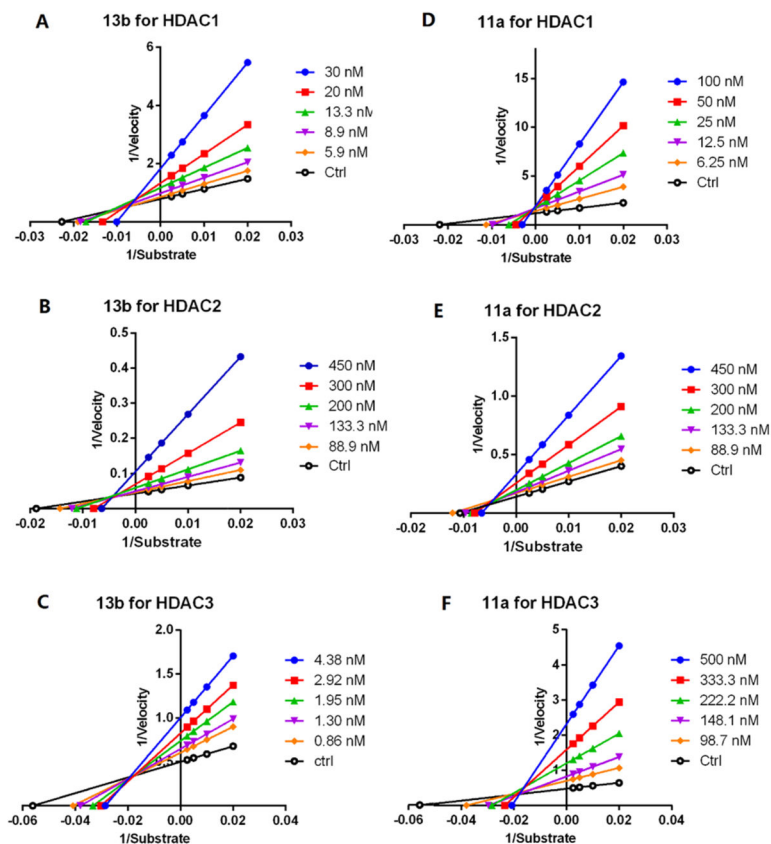 A
13b for HDAC1
1/Velocity
6
4
2
-0.03 -0.02 -0.01 0.00 0.01 0.02 0.03
1/Substrate
30 nM
20 nM
13.3 nM
8.9 nM
5.9 nM
Ctrl
D
11a for HDAC1
1/Velocity
15
10
5
-0.03 -0.02 -0.01 0.00 0.01 0.02 0.03
1/Substrate
100 nM
50 nM
25 nM
12.5 nM
6.25 nM
Ctrl
B
13b for HDAC2
1/Velocity
0.5
0.4
0.3
0.2
0.1
-0.02 -0.01 0.00 0.01 0.02 0.03
1/Substrate
450 nM
300 nM
200 nM
133.3 nM
88.9 nM
Ctrl
E
11a for HDAC2
1/Velocity
1.5
1.0
0.5
-0.02 -0.01 0.00 0.01 0.02 0.03
1/Substrate
450 nM
300 nM
200 nM
133.3 nM
88.9 nM
Ctrl
C
13b for HDAC3
1/Velocity
2.0
1.5
1.0
-0.06 -0.04 -0.02 0.00 0.02 0.04
1/Substrate
4.38 nM
2.92 nM
1.95 nM
1.30 nM
0.86 nM
ctrl
F
11a for HDAC3
1/Velocity
5
4
3
2
1
-0.06 -0.04 -0.02 0.00 0.02 0.04
1/Substrate
500 nM
333.3 nM
222.2 nM
148.1 nM
98.7 nM
Ctrl